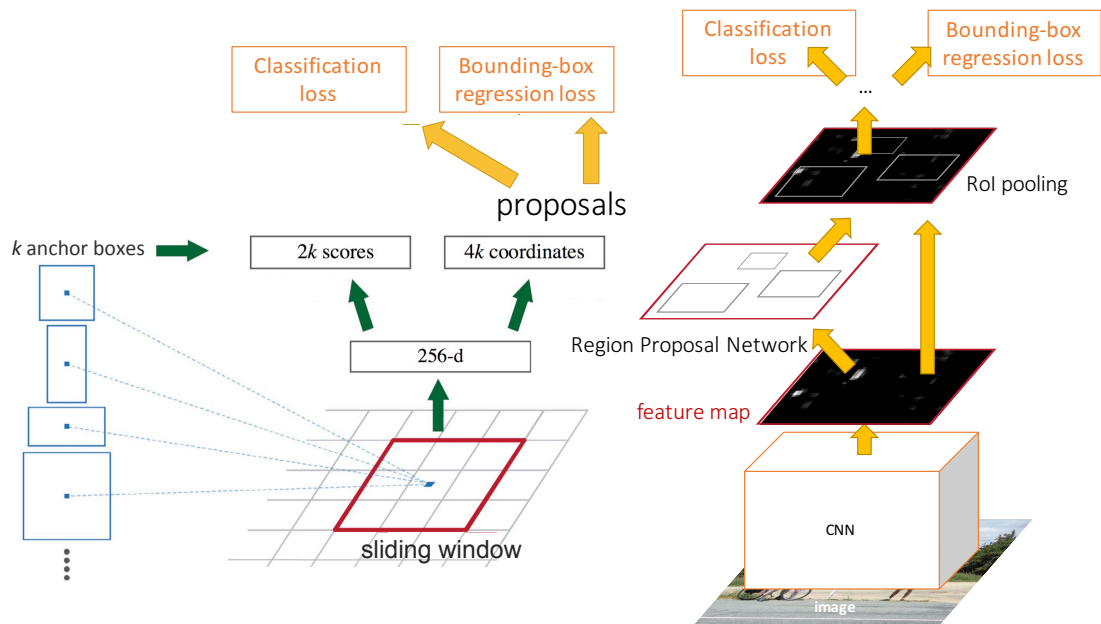 Classification
loss
Bounding-box
regression loss
proposals
k anchor boxes
2k scores
4k coordinates
256-d
sliding window
Classification
loss
Bounding-box
regression loss
...
RoI pooling
Region Proposal Network
feature map
CNN
image